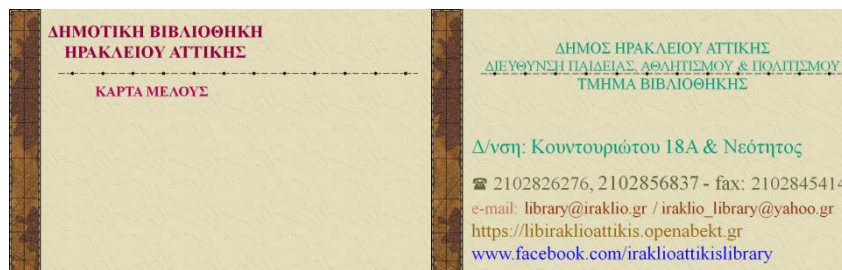 ΔΗΜΟΤΙΚΗ ΒΙΒΛΙΟΘΗΚΗ
ΗΡΑΚΛΕΙΟΥ ΑΤΤΙΚΗΣ
ΚΑΡΤΑ ΜΕΛΟΥΣ
ΔΗΜΟΣ ΗΡΑΚΛΕΙΟΥ ΑΤΤΙΚΗΣ
ΔΙΕΥΘΥΝΣΗ ΠΑΙΔΕΙΑΣ, ΑΘΛΗΤΙΣΜΟΥ & ΠΟΛΙΤΙΣΜΟΥ
ΤΜΗΜΑ ΒΙΒΛΙΟΘΗΚΗΣ
Δ/νση: Κουντουριώτου 18Α & Νεότητος
☎ 2102826276, 2102856837 - fax: 2102845414
e-mail: library@iraklio.gr / iraklio_library@yahoo.gr
https://libiraklioattikis.openabekt.gr
www.facebook.com/iraklioattikislibrary